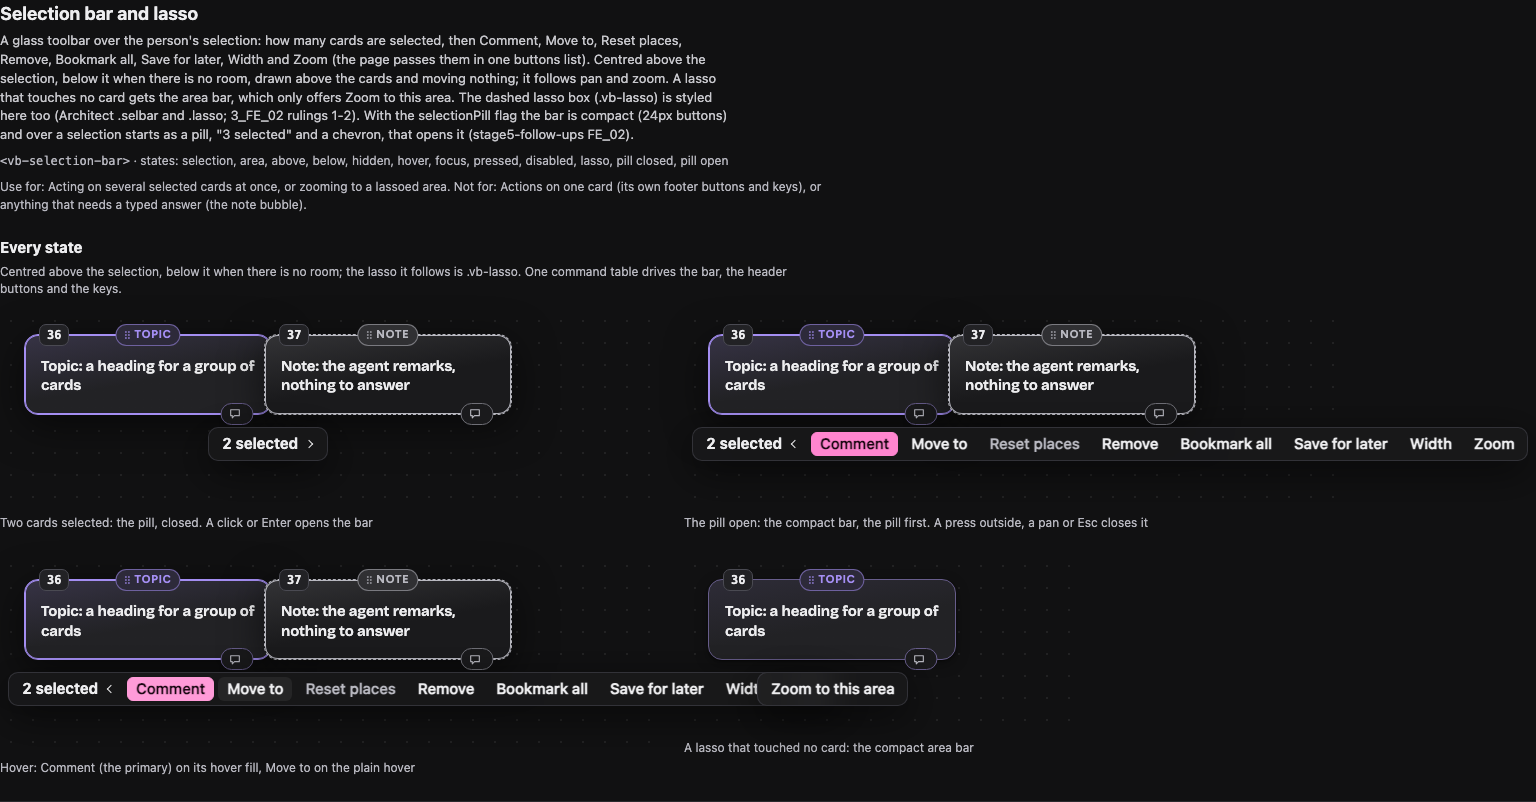 Selection bar and lasso
A glass toolbar over the person's selection: how many cards are selected, then Comment, Move to, Reset places,
Remove, Bookmark all, Save for later, Width and Zoom (the page passes them in one buttons list). Centred above the
selection, below it when there is no room, drawn above the cards and moving nothing; it follows pan and zoom. A lasso
that touches no card gets the area bar, which only offers Zoom to this area. The dashed lasso box (.vb-lasso) is styled
here too (Architect .selbar and .lasso; 3_FE_02 rulings 1-2). With the selectionPill flag the bar is compact (24px buttons)
and over a selection starts as a pill, "3 selected" and a chevron, that opens it (stage5-follow-ups FE_02).
<vb-selection-bar> · states: selection, area, above, below, hidden, hover, focus, pressed, disabled, lasso, pill closed, pill open
Use for: Acting on several selected cards at once, or zooming to a lassoed area. Not for: Actions on one card (its own footer buttons and keys), or
anything that needs a typed answer (the note bubble).
Every state
Centred above the selection, below it when there is no room; the lasso it follows is .vb-lasso. One command table drives the bar, the header
buttons and the keys.
36 TOPIC 37 NOTE
Topic: a heading for a group of
cards
Note: the agent remarks,
nothing to answer
2 selected
Two cards selected: the pill, closed. A click or Enter opens the bar
36 TOPIC 37 NOTE
Topic: a heading for a group of
cards
Note: the agent remarks,
nothing to answer
2 selected Comment Move to Reset places Remove Bookmark all Save for later Width Zoom
The pill open: the compact bar, the pill first. A press outside, a pan or Esc closes it
36 TOPIC 37 NOTE
Topic: a heading for a group of
cards
Note: the agent remarks,
nothing to answer
2 selected Comment Move to Reset places Remove Bookmark all Save for later Widt
Hover: Comment (the primary) on its hover fill, Move to on the plain hover
36 TOPIC
Topic: a heading for a group of
cards
Zoom to this area
A lasso that touched no card: the compact area bar